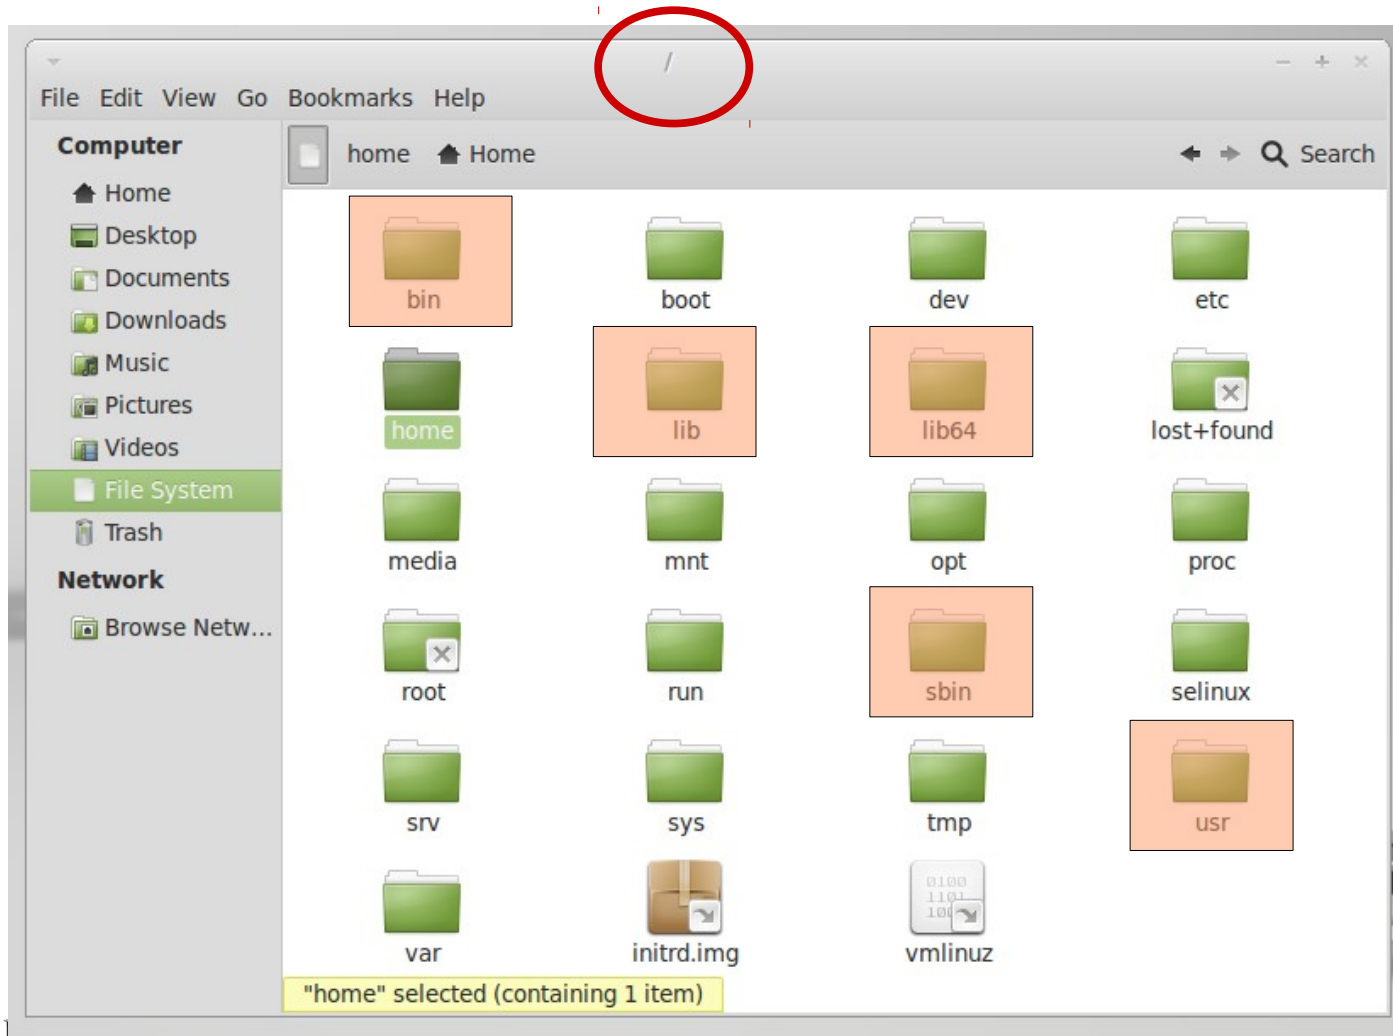 /
File Edit View Go Bookmarks Help
Computer
Home
Desktop
Documents
Downloads
Music
Pictures
Videos
File System
Trash
Network
Browse Netw...
home Home Search
bin boot dev etc
home lib lib64 lost+found
media mnt opt proc
root run sbin selinux
srv sys tmp usr
0100
1101
var initrd.img vmlinuz
"home" selected (containing 1 item)